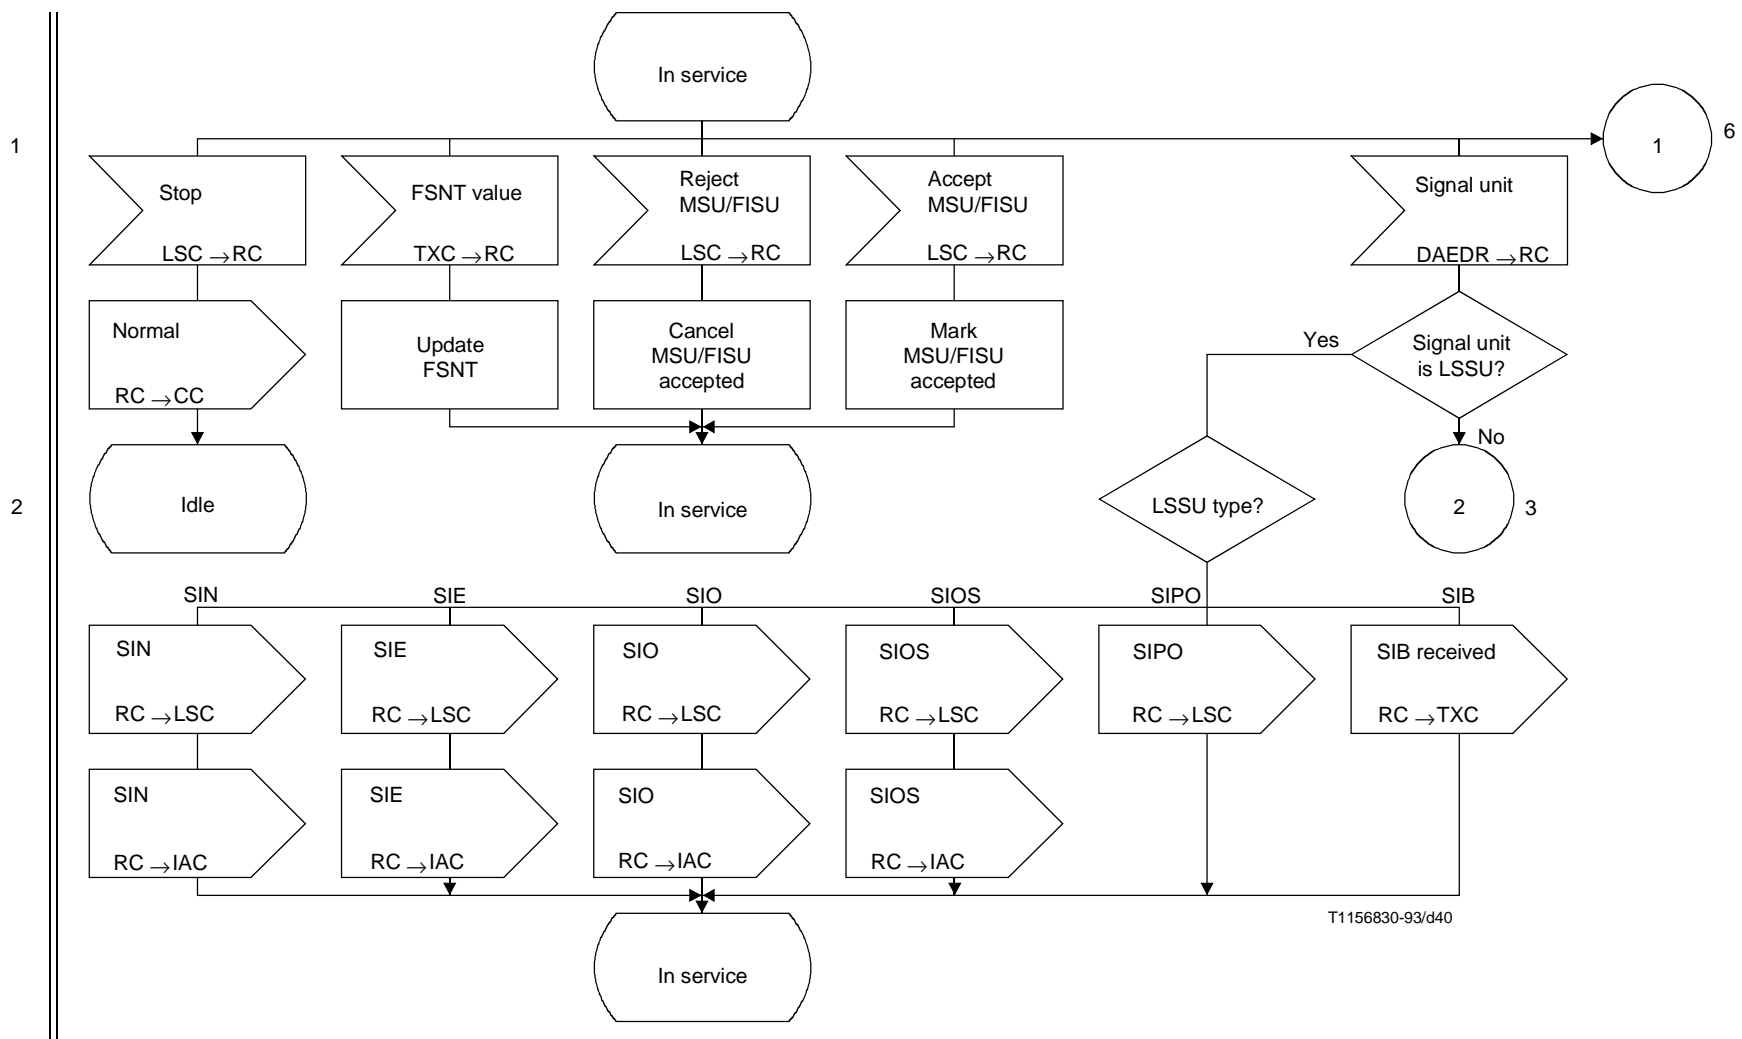 In service
1
6
1
Stop
LSC → RC
FSNT value
TXC → RC
Reject
MSU/FISU
LSC → RC
Accept
MSU/FISU
LSC → RC
Signal unit
DAEDR → RC
Normal
RC → CC
Update
FSNT
Cancel
MSU/FISU
accepted
Mark
MSU/FISU
accepted
Yes
Signal unit
is LSSU?
No
2
Idle
In service
LSSU type?
2
3
SIN
SIE
SIO
SIOS
SIPO
SIB
SIN
RC → LSC
SIE
RC → LSC
SIO
RC → LSC
SIOS
RC → LSC
SIPO
RC → LSC
SIB received
RC → TXC
SIN
RC → IAC
SIE
RC → IAC
SIO
RC → IAC
SIOS
RC → IAC
T1156830-93/d40
In service